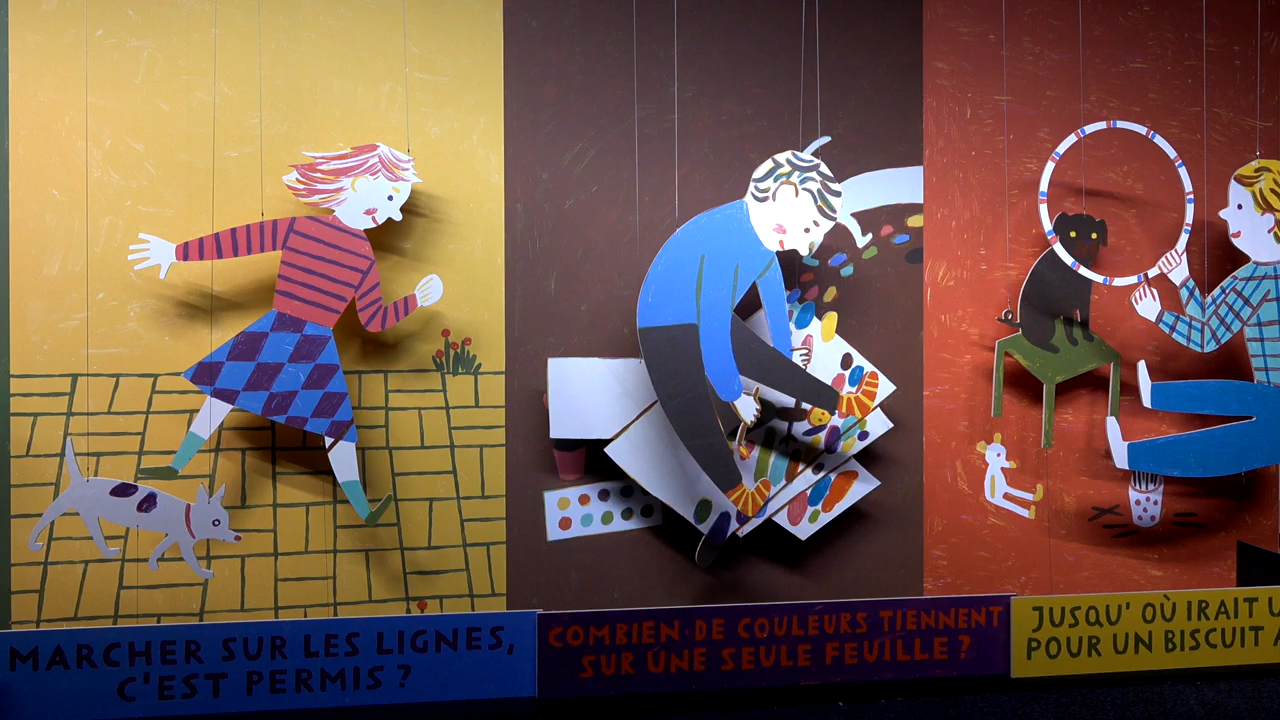 MARCHER SUR LES LIGNES,
C'EST PERMIS ?
COMBIEN DE COULEURS TIENNENT
SUR UNE SEULE FEUILLE ?
JUSQU' OÙ IRAIT
POUR UN BISCUIT